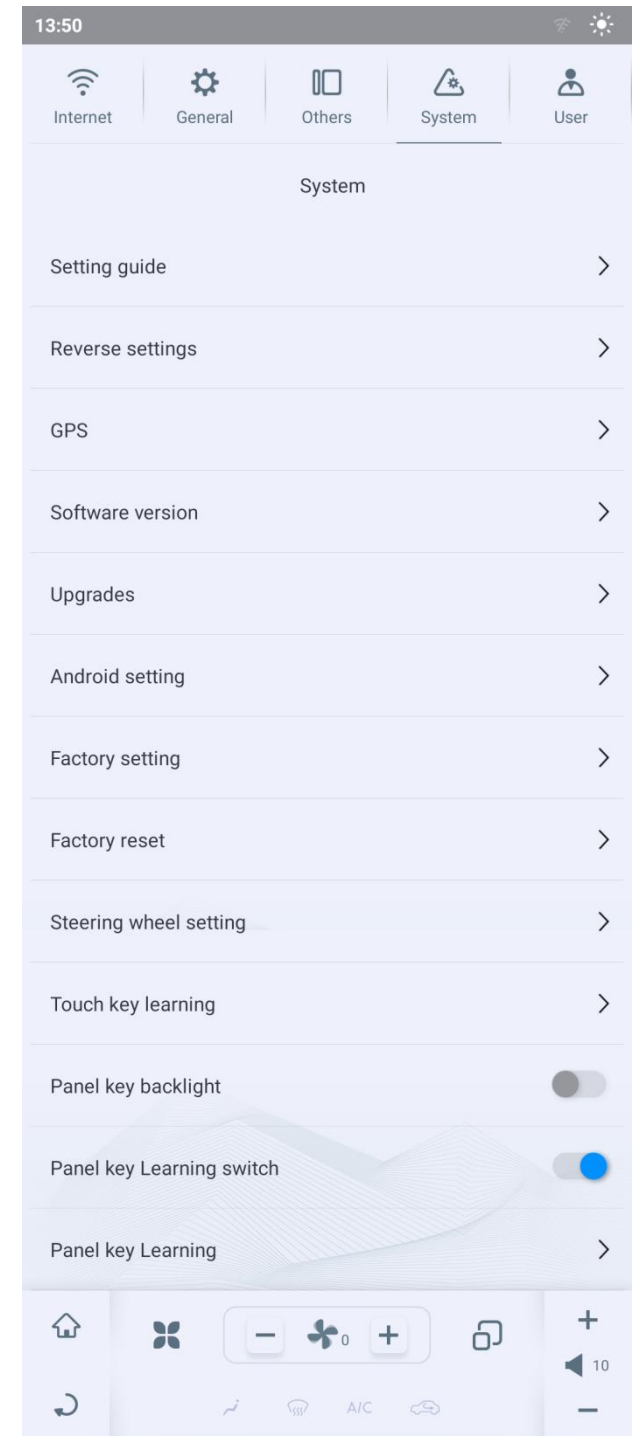 13:50
Internet
General
Others
System
User
System
Setting guide
Reverse settings
GPS
Software version
Upgrades
Android setting
Factory setting
Factory reset
Steering wheel setting
Touch key learning
Panel key backlight
Panel key Learning switch
Panel key Learning
0
10
A/C